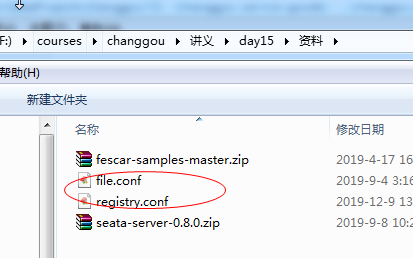 F:) ▸ courses ▸ changgou ▸ 讲义 ▸ day15 ▸ 资料 ▸
帮助(H)
新建文件夹
名称 修改日期
fescar-samples-master.zip 2019-4-17 16
file.conf 2019-9-4 3:16
registry.conf 2019-12-9 13
seata-server-0.8.0.zip 2019-9-8 10:2